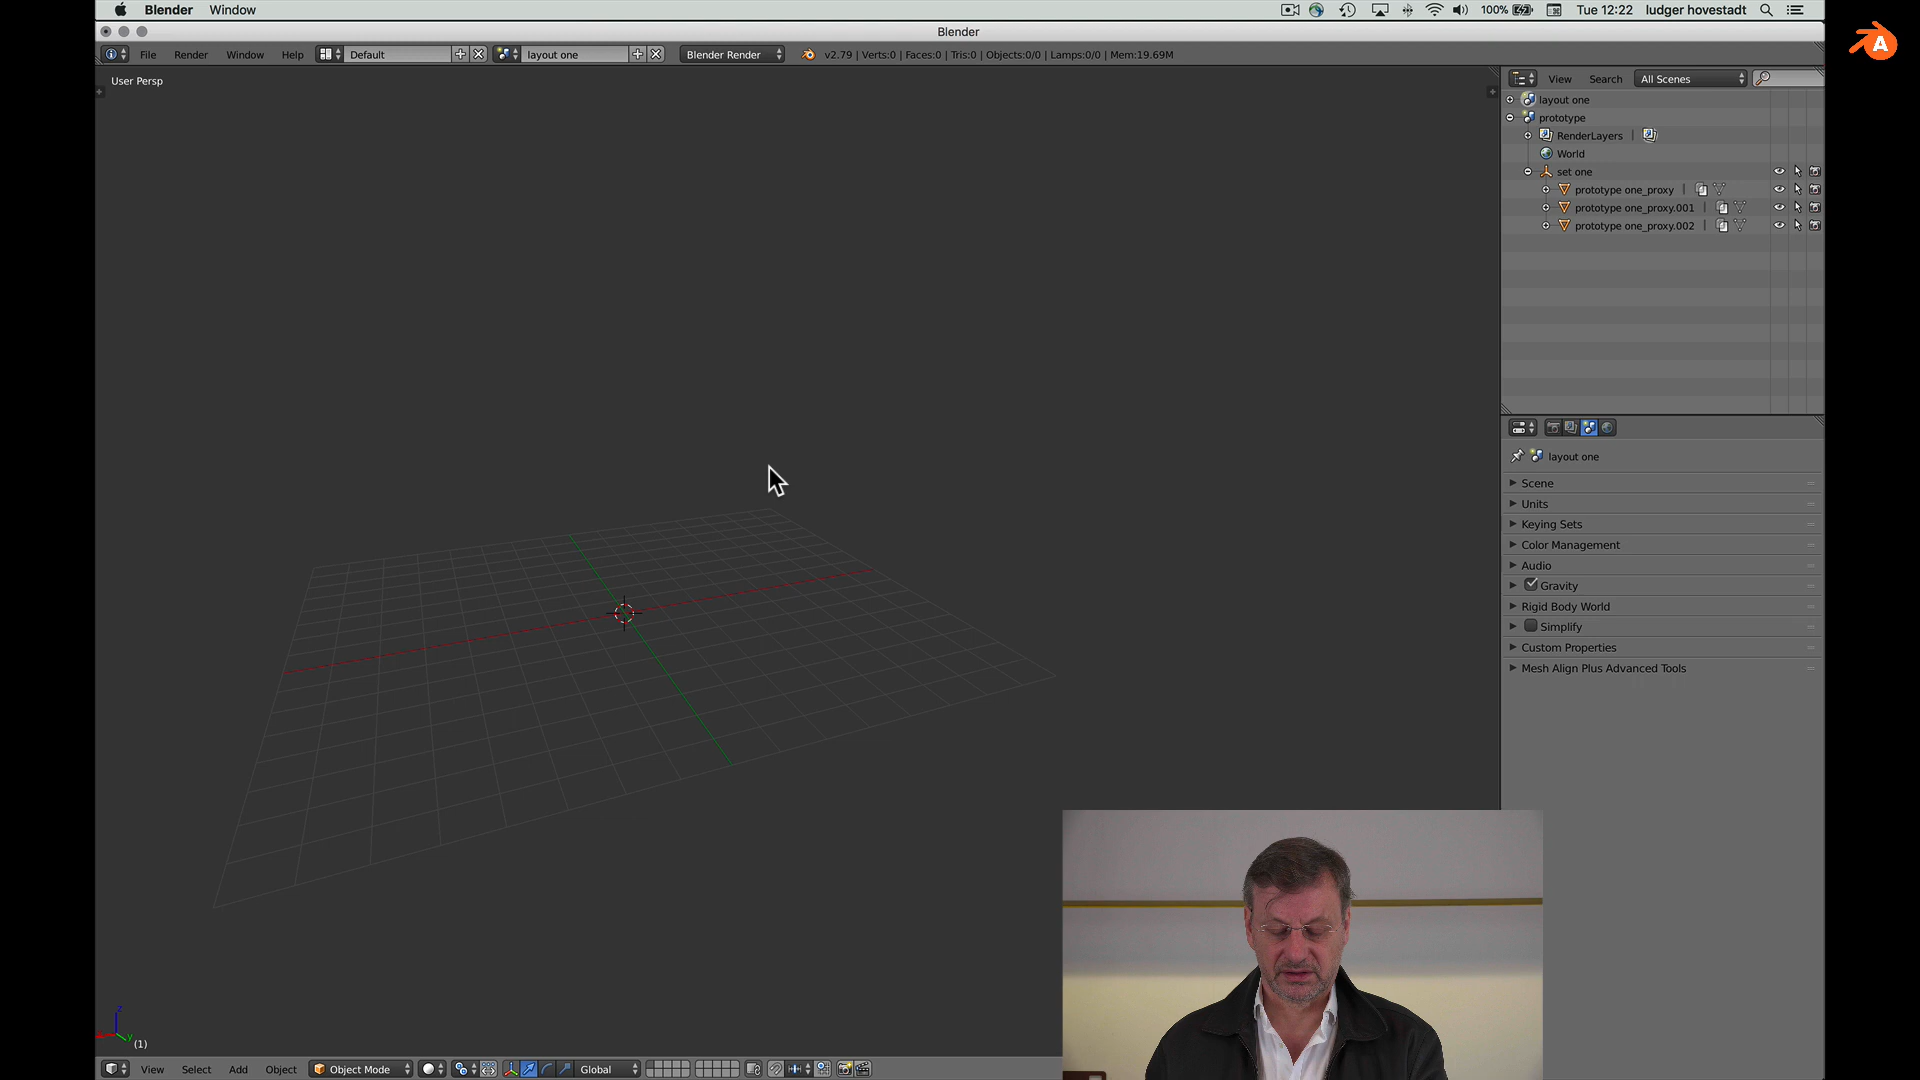 Blender Window 100% Tue 12:22 ludger hovestadt
Blender
File Render Window Help Default layout one Blender Render v2.79 | Verts:0 | Faces:0 | Tris:0 | Objects:0/0 | Lamps:0/0 | Mem:19.69M
User Persp
View Search All Scenes
layout one
prototype
RenderLayers
World
set one
prototype one_proxy
prototype one_proxy.001
prototype one_proxy.002
layout one
Scene
Units
Keying Sets
Color Management
Audio
Gravity
Rigid Body World
Simplify
Custom Properties
Mesh Align Plus Advanced Tools
A
z
y
(1)
View Select Add Object Object Mode Global